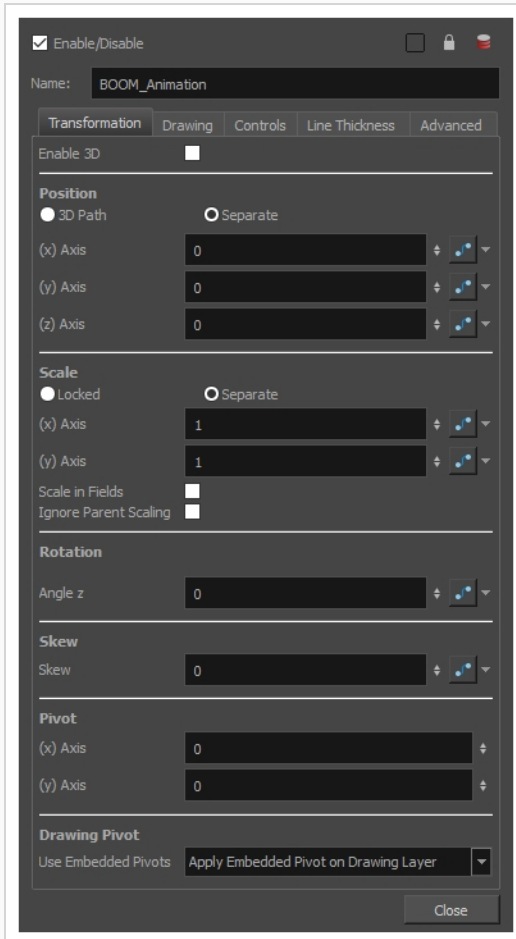 Enable/Disable
Name: BOOM_Animation
Transformation Drawing Controls Line Thickness Advanced
Enable 3D
Position
3D Path Separate
(x) Axis 0
(y) Axis 0
(z) Axis 0
Scale
Locked Separate
(x) Axis 1
(y) Axis 1
Scale in Fields
Ignore Parent Scaling
Rotation
Angle z 0
Skew
Skew 0
Pivot
(x) Axis 0
(y) Axis 0
Drawing Pivot
Use Embedded Pivots Apply Embedded Pivot on Drawing Layer
Close